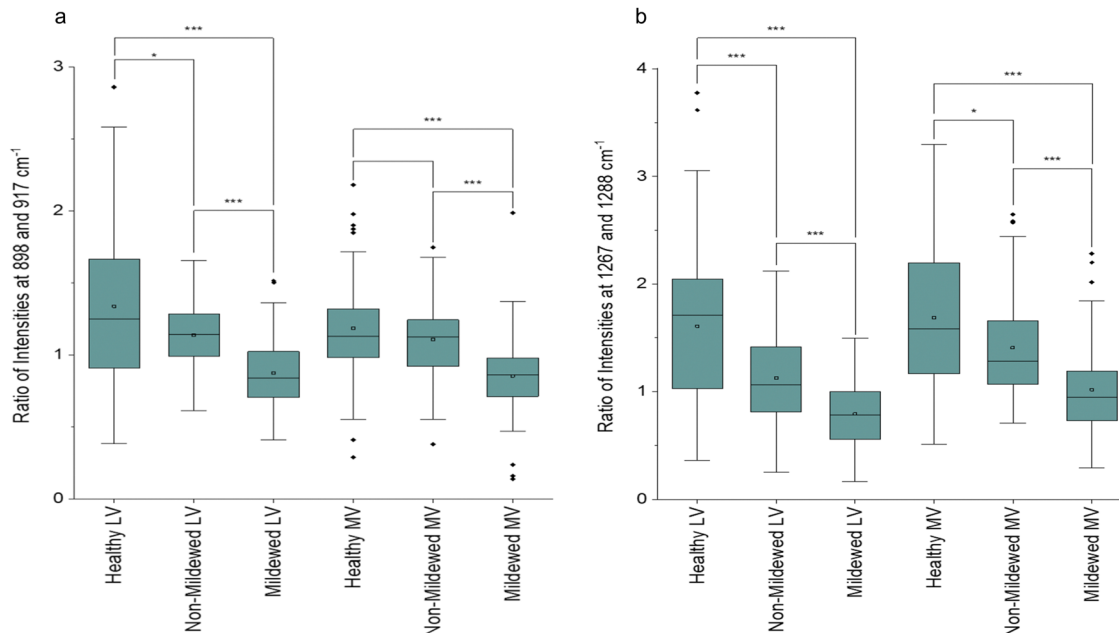 a
Ratio of Intensities at 898 and 917 cm⁻¹
3
2
1
0
***
*
***
***
***
Healthy LV
Non-Mildewed LV
Mildewed LV
Healthy MV
Non-Mildewed MV
Mildewed MV
b
Ratio of Intensities at 1267 and 1288 cm⁻¹
4
3
2
1
0
***
***
***
***
*
***
Healthy LV
Non-Mildewed LV
Mildewed LV
Healthy MV
Non-Mildewed MV
Mildewed MV